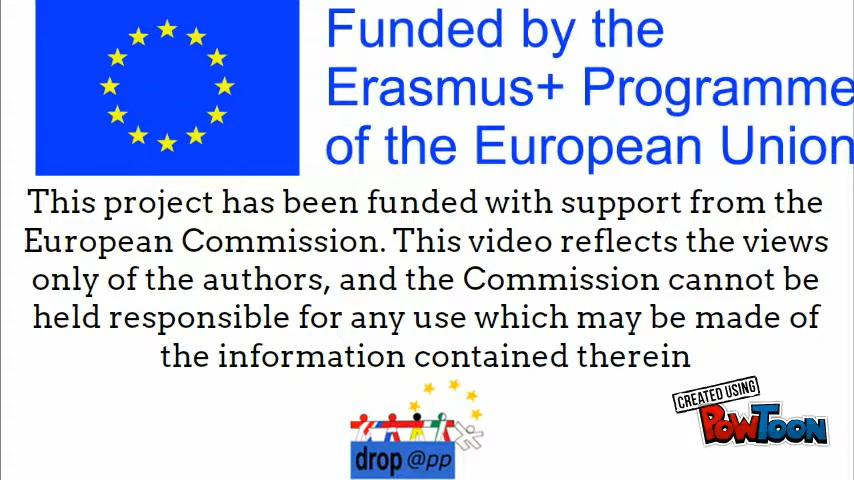 Funded by the
Erasmus+ Programme
of the European Union
This project has been funded with support from the
European Commission. This video reflects the views
only of the authors, and the Commission cannot be
held responsible for any use which may be made of
the information contained therein
CREATED USING
POWTOON
drop @pp